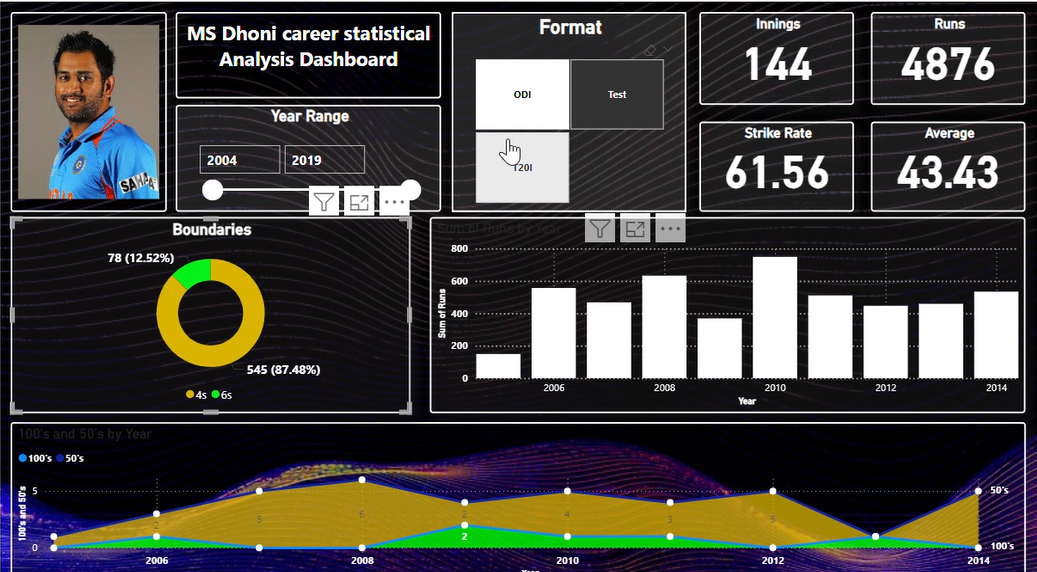 MS Dhoni career statistical
Analysis Dashboard
Year Range
2004
2019
Format
ODI
Test
T20I
Innings
144
Runs
4876
Strike Rate
61.56
Average
43.43
Boundaries
78 (12.52%)
545 (87.48%)
4s 6s
Sum of Runs by Year
Sum of Runs
800
600
400
200
0
2006 2008 2010 2012 2014
Year
100's and 50's by Year
100's 50's
100's and 50's
5
0
2 5 6 2 4 3 5
2
50's
100's
2006 2008 2010 2012 2014
Year